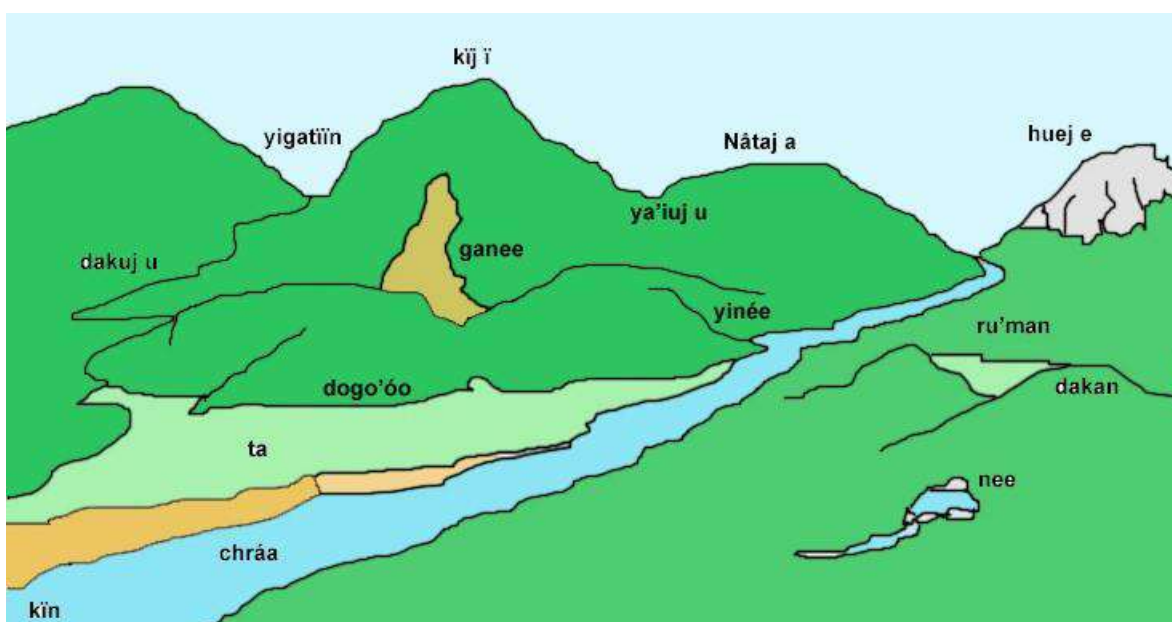 kïj ï
yigatïïn
Nâtaj a
huej e
ya'iuj u
ganee
dakuj u
yinée
ru'man
dogo'óo
dakan
ta
nee
chráa
kïn